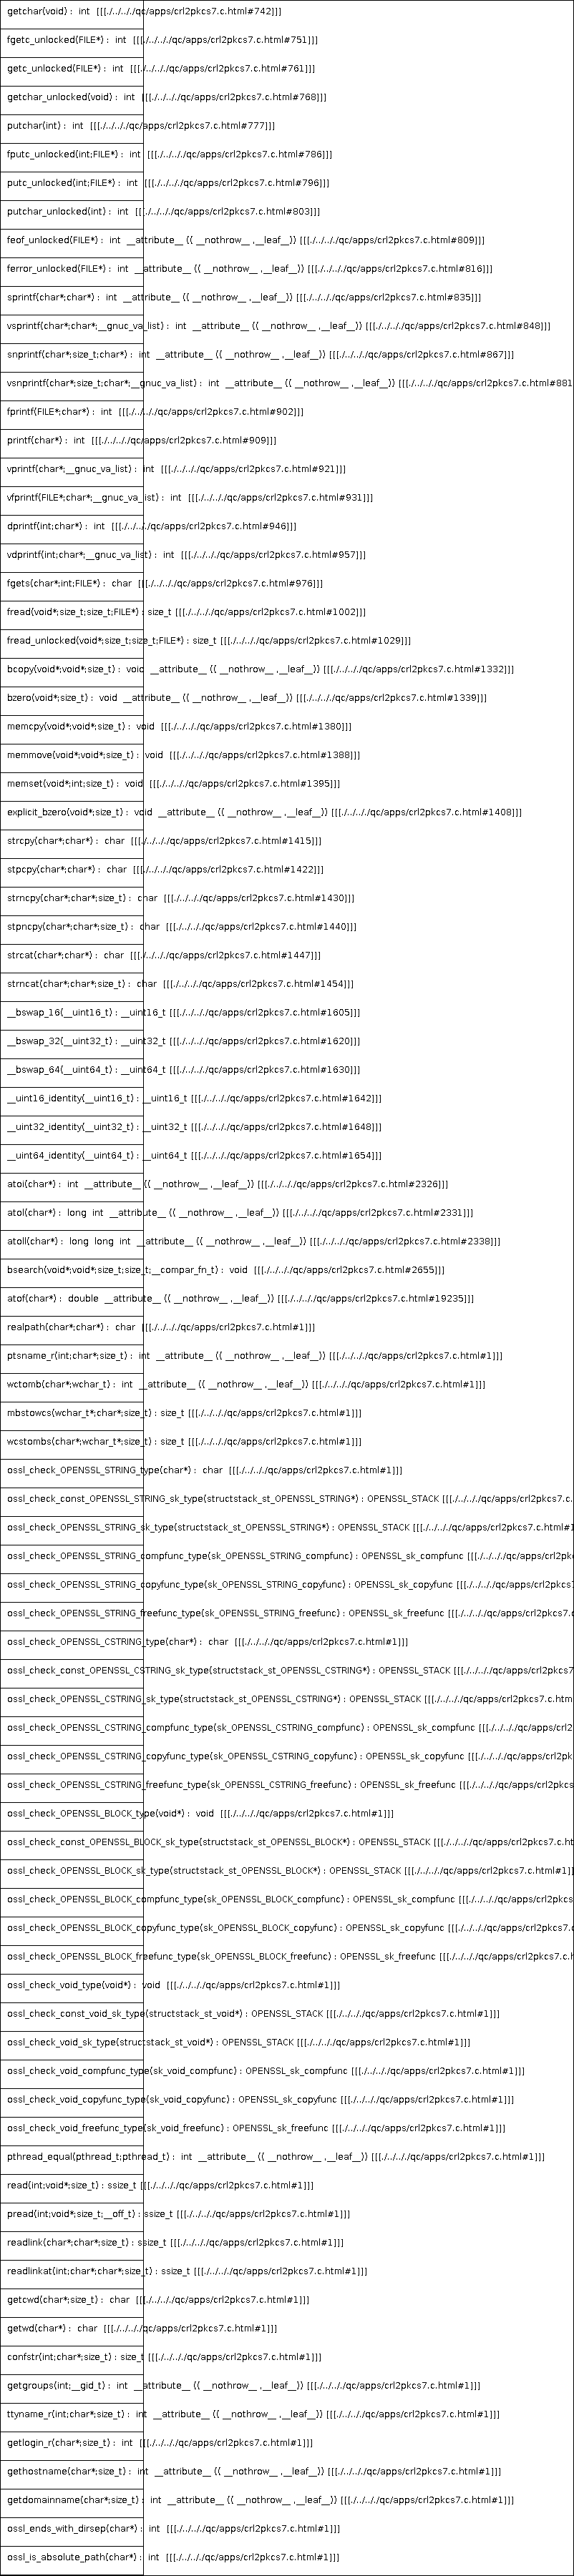 getchar(void) : int [[[./../../../qc/apps/crl2pkcs7.c.html#742]]]
fgetc_unlocked(FILE*) : int [[[./../../../qc/apps/crl2pkcs7.c.html#751]]]
getc_unlocked(FILE*) : int [[[./../../../qc/apps/crl2pkcs7.c.html#761]]]
getchar_unlocked(void) : int [[[./../../../qc/apps/crl2pkcs7.c.html#768]]]
putchar(int) : int [[[./../../../qc/apps/crl2pkcs7.c.html#777]]]
fputc_unlocked(int;FILE*) : int [[[./../../../qc/apps/crl2pkcs7.c.html#786]]]
putc_unlocked(int;FILE*) : int [[[./../../../qc/apps/crl2pkcs7.c.html#796]]]
putchar_unlocked(int) : int [[[./../../../qc/apps/crl2pkcs7.c.html#803]]]
feof_unlocked(FILE*) : int __attribute__ (( __nothrow__ ,__leaf__)) [[[./../../../qc/apps/crl2pkcs7.c.html#809]]]
ferror_unlocked(FILE*) : int __attribute__ (( __nothrow__ ,__leaf__)) [[[./../../../qc/apps/crl2pkcs7.c.html#816]]]
sprintf(char*;char*) : int __attribute__ (( __nothrow__ ,__leaf__)) [[[./../../../qc/apps/crl2pkcs7.c.html#835]]]
vsprintf(char*;char*;__gnuc_va_list) : int __attribute__ (( __nothrow__ ,__leaf__)) [[[./../../../qc/apps/crl2pkcs7.c.html#848]]]
snprintf(char*;size_t;char*) : int __attribute__ (( __nothrow__ ,__leaf__)) [[[./../../../qc/apps/crl2pkcs7.c.html#867]]]
vsnprintf(char*;size_t;char*;__gnuc_va_list) : int __attribute__ (( __nothrow__ ,__leaf__)) [[[./../../../qc/apps/crl2pkcs7.c.html#881
fprintf(FILE*;char*) : int [[[./../../../qc/apps/crl2pkcs7.c.html#902]]]
printf(char*) : int [[[./../../../qc/apps/crl2pkcs7.c.html#909]]]
vprintf(char*;__gnuc_va_list) : int [[[./../../../qc/apps/crl2pkcs7.c.html#921]]]
vfprintf(FILE*;char*;__gnuc_va_list) : int [[[./../../../qc/apps/crl2pkcs7.c.html#931]]]
dprintf(int;char*) : int [[[./../../../qc/apps/crl2pkcs7.c.html#946]]]
vdprintf(int;char*;__gnuc_va_list) : int [[[./../../../qc/apps/crl2pkcs7.c.html#957]]]
fgets(char*;int;FILE*) : char [[[./../../../qc/apps/crl2pkcs7.c.html#976]]]
fread(void*;size_t;size_t;FILE*) : size_t [[[./../../../qc/apps/crl2pkcs7.c.html#1002]]]
fread_unlocked(void*;size_t;size_t;FILE*) : size_t [[[./../../../qc/apps/crl2pkcs7.c.html#1029]]]
bcopy(void*;void*;size_t) : void __attribute__ (( __nothrow__ ,__leaf__)) [[[./../../../qc/apps/crl2pkcs7.c.html#1332]]]
bzero(void*;size_t) : void __attribute__ (( __nothrow__ ,__leaf__)) [[[./../../../qc/apps/crl2pkcs7.c.html#1339]]]
memcpy(void*;void*;size_t) : void [[[./../../../qc/apps/crl2pkcs7.c.html#1380]]]
memmove(void*;void*;size_t) : void [[[./../../../qc/apps/crl2pkcs7.c.html#1388]]]
memset(void*;int;size_t) : void [[[./../../../qc/apps/crl2pkcs7.c.html#1395]]]
explicit_bzero(void*;size_t) : void __attribute__ (( __nothrow__ ,__leaf__)) [[[./../../../qc/apps/crl2pkcs7.c.html#1408]]]
strcpy(char*;char*) : char [[[./../../../qc/apps/crl2pkcs7.c.html#1415]]]
stpcpy(char*;char*) : char [[[./../../../qc/apps/crl2pkcs7.c.html#1422]]]
strncpy(char*;char*;size_t) : char [[[./../../../qc/apps/crl2pkcs7.c.html#1430]]]
stpncpy(char*;char*;size_t) : char [[[./../../../qc/apps/crl2pkcs7.c.html#1440]]]
strcat(char*;char*) : char [[[./../../../qc/apps/crl2pkcs7.c.html#1447]]]
strncat(char*;char*;size_t) : char [[[./../../../qc/apps/crl2pkcs7.c.html#1454]]]
__bswap_16(__uint16_t) : __uint16_t [[[./../../../qc/apps/crl2pkcs7.c.html#1605]]]
__bswap_32(__uint32_t) : __uint32_t [[[./../../../qc/apps/crl2pkcs7.c.html#1620]]]
__bswap_64(__uint64_t) : __uint64_t [[[./../../../qc/apps/crl2pkcs7.c.html#1630]]]
__uint16_identity(__uint16_t) : __uint16_t [[[./../../../qc/apps/crl2pkcs7.c.html#1642]]]
__uint32_identity(__uint32_t) : __uint32_t [[[./../../../qc/apps/crl2pkcs7.c.html#1648]]]
__uint64_identity(__uint64_t) : __uint64_t [[[./../../../qc/apps/crl2pkcs7.c.html#1654]]]
atoi(char*) : int __attribute__ (( __nothrow__ ,__leaf__)) [[[./../../../qc/apps/crl2pkcs7.c.html#2326]]]
atol(char*) : long int __attribute__ (( __nothrow__ ,__leaf__)) [[[./../../../qc/apps/crl2pkcs7.c.html#2331]]]
atoll(char*) : long long int __attribute__ (( __nothrow__ ,__leaf__)) [[[./../../../qc/apps/crl2pkcs7.c.html#2338]]]
bsearch(void*;void*;size_t;size_t;__compar_fn_t) : void [[[./../../../qc/apps/crl2pkcs7.c.html#2655]]]
atof(char*) : double __attribute__ (( __nothrow__ ,__leaf__)) [[[./../../../qc/apps/crl2pkcs7.c.html#19235]]]
realpath(char*;char*) : char [[[./../../../qc/apps/crl2pkcs7.c.html#1]]]
ptsname_r(int;char*;size_t) : int __attribute__ (( __nothrow__ ,__leaf__)) [[[./../../../qc/apps/crl2pkcs7.c.html#1]]]
wctomb(char*;wchar_t) : int __attribute__ (( __nothrow__ ,__leaf__)) [[[./../../../qc/apps/crl2pkcs7.c.html#1]]]
mbstowcs(wchar_t*;char*;size_t) : size_t [[[./../../../qc/apps/crl2pkcs7.c.html#1]]]
wcstombs(char*;wchar_t*;size_t) : size_t [[[./../../../qc/apps/crl2pkcs7.c.html#1]]]
ossl_check_OPENSSL_STRING_type(char*) : char [[[./../../../qc/apps/crl2pkcs7.c.html#1]]]
ossl_check_const_OPENSSL_STRING_sk_type(structstack_st_OPENSSL_STRING*) : OPENSSL_STACK [[[./../../../qc/apps/crl2pkcs7.c.
ossl_check_OPENSSL_STRING_sk_type(structstack_st_OPENSSL_STRING*) : OPENSSL_STACK [[[./../../../qc/apps/crl2pkcs7.c.html#1
ossl_check_OPENSSL_STRING_compfunc_type(sk_OPENSSL_STRING_compfunc) : OPENSSL_sk_compfunc [[[./../../../qc/apps/crl2pk
ossl_check_OPENSSL_STRING_copyfunc_type(sk_OPENSSL_STRING_copyfunc) : OPENSSL_sk_copyfunc [[[./../../../qc/apps/crl2pkcs7
ossl_check_OPENSSL_STRING_freefunc_type(sk_OPENSSL_STRING_freefunc) : OPENSSL_sk_freefunc [[[./../../../qc/apps/crl2pkcs7.c
ossl_check_OPENSSL_CSTRING_type(char*) : char [[[./../../../qc/apps/crl2pkcs7.c.html#1]]]
ossl_check_const_OPENSSL_CSTRING_sk_type(structstack_st_OPENSSL_CSTRING*) : OPENSSL_STACK [[[./../../../qc/apps/crl2pkcs7
ossl_check_OPENSSL_CSTRING_sk_type(structstack_st_OPENSSL_CSTRING*) : OPENSSL_STACK [[[./../../../qc/apps/crl2pkcs7.c.htm
ossl_check_OPENSSL_CSTRING_compfunc_type(sk_OPENSSL_CSTRING_compfunc) : OPENSSL_sk_compfunc [[[./../../../qc/apps/crl2
ossl_check_OPENSSL_CSTRING_copyfunc_type(sk_OPENSSL_CSTRING_copyfunc) : OPENSSL_sk_copyfunc [[[./../../../qc/apps/crl2pk
ossl_check_OPENSSL_CSTRING_freefunc_type(sk_OPENSSL_CSTRING_freefunc) : OPENSSL_sk_freefunc [[[./../../../qc/apps/crl2pkcs
ossl_check_OPENSSL_BLOCK_type(void*) : void [[[./../../../qc/apps/crl2pkcs7.c.html#1]]]
ossl_check_const_OPENSSL_BLOCK_sk_type(structstack_st_OPENSSL_BLOCK*) : OPENSSL_STACK [[[./../../../qc/apps/crl2pkcs7.c.ht
ossl_check_OPENSSL_BLOCK_sk_type(structstack_st_OPENSSL_BLOCK*) : OPENSSL_STACK [[[./../../../qc/apps/crl2pkcs7.c.html#1]]
ossl_check_OPENSSL_BLOCK_compfunc_type(sk_OPENSSL_BLOCK_compfunc) : OPENSSL_sk_compfunc [[[./../../../qc/apps/crl2pkcs
ossl_check_OPENSSL_BLOCK_copyfunc_type(sk_OPENSSL_BLOCK_copyfunc) : OPENSSL_sk_copyfunc [[[./../../../qc/apps/crl2pkcs7.c
ossl_check_OPENSSL_BLOCK_freefunc_type(sk_OPENSSL_BLOCK_freefunc) : OPENSSL_sk_freefunc [[[./../../../qc/apps/crl2pkcs7.c.h
ossl_check_void_type(void*) : void [[[./../../../qc/apps/crl2pkcs7.c.html#1]]]
ossl_check_const_void_sk_type(structstack_st_void*) : OPENSSL_STACK [[[./../../../qc/apps/crl2pkcs7.c.html#1]]]
ossl_check_void_sk_type(structstack_st_void*) : OPENSSL_STACK [[[./../../../qc/apps/crl2pkcs7.c.html#1]]]
ossl_check_void_compfunc_type(sk_void_compfunc) : OPENSSL_sk_compfunc [[[./../../../qc/apps/crl2pkcs7.c.html#1]]]
ossl_check_void_copyfunc_type(sk_void_copyfunc) : OPENSSL_sk_copyfunc [[[./../../../qc/apps/crl2pkcs7.c.html#1]]]
ossl_check_void_freefunc_type(sk_void_freefunc) : OPENSSL_sk_freefunc [[[./../../../qc/apps/crl2pkcs7.c.html#1]]]
pthread_equal(pthread_t;pthread_t) : int __attribute__ (( __nothrow__ ,__leaf__)) [[[./../../../qc/apps/crl2pkcs7.c.html#1]]]
read(int;void*;size_t) : ssize_t [[[./../../../qc/apps/crl2pkcs7.c.html#1]]]
pread(int;void*;size_t;__off_t) : ssize_t [[[./../../../qc/apps/crl2pkcs7.c.html#1]]]
readlink(char*;char*;size_t) : ssize_t [[[./../../../qc/apps/crl2pkcs7.c.html#1]]]
readlinkat(int;char*;char*;size_t) : ssize_t [[[./../../../qc/apps/crl2pkcs7.c.html#1]]]
getcwd(char*;size_t) : char [[[./../../../qc/apps/crl2pkcs7.c.html#1]]]
getwd(char*) : char [[[./../../../qc/apps/crl2pkcs7.c.html#1]]]
confstr(int;char*;size_t) : size_t [[[./../../../qc/apps/crl2pkcs7.c.html#1]]]
getgroups(int;__gid_t) : int __attribute__ (( __nothrow__ ,__leaf__)) [[[./../../../qc/apps/crl2pkcs7.c.html#1]]]
ttyname_r(int;char*;size_t) : int __attribute__ (( __nothrow__ ,__leaf__)) [[[./../../../qc/apps/crl2pkcs7.c.html#1]]]
getlogin_r(char*;size_t) : int [[[./../../../qc/apps/crl2pkcs7.c.html#1]]]
gethostname(char*;size_t) : int __attribute__ (( __nothrow__ ,__leaf__)) [[[./../../../qc/apps/crl2pkcs7.c.html#1]]]
getdomainname(char*;size_t) : int __attribute__ (( __nothrow__ ,__leaf__)) [[[./../../../qc/apps/crl2pkcs7.c.html#1]]]
ossl_ends_with_dirsep(char*) : int [[[./../../../qc/apps/crl2pkcs7.c.html#1]]]
ossl_is_absolute_path(char*) : int [[[./../../../qc/apps/crl2pkcs7.c.html#1]]]